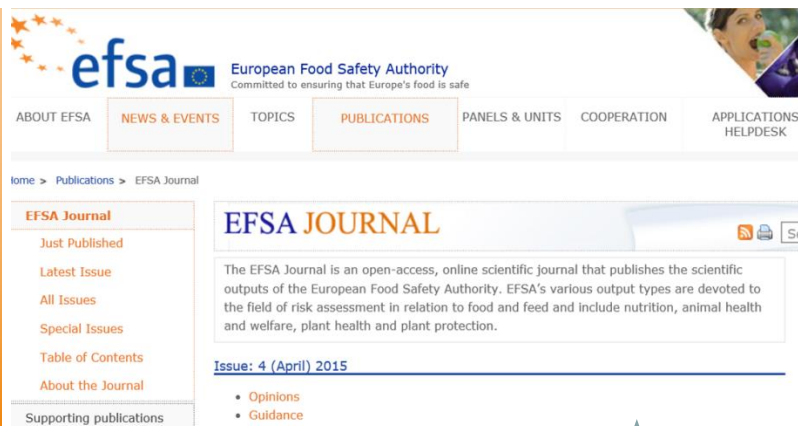 efsa
European Food Safety Authority
Committed to ensuring that Europe's food is safe
ABOUT EFSA NEWS & EVENTS TOPICS PUBLICATIONS PANELS & UNITS COOPERATION APPLICATIONS
HELPDESK
Home > Publications > EFSA Journal
EFSA Journal
Just Published
Latest Issue
All Issues
Special Issues
Table of Contents
About the Journal
Supporting publications
EFSA JOURNAL
The EFSA Journal is an open-access, online scientific journal that publishes the scientific
outputs of the European Food Safety Authority. EFSA's various output types are devoted to
the field of risk assessment in relation to food and feed and include nutrition, animal health
and welfare, plant health and plant protection.
Issue: 4 (April) 2015
• Opinions
• Guidance